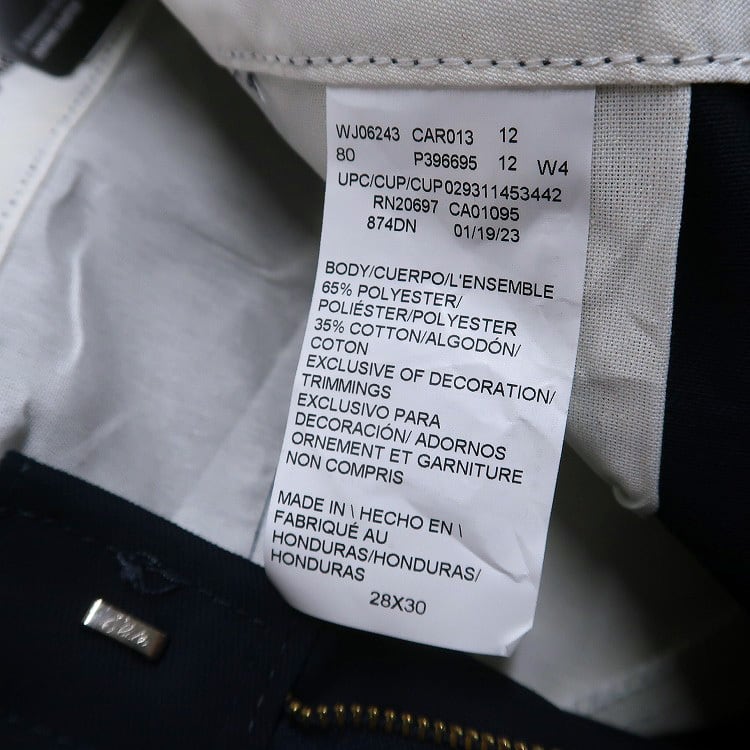 WJ06243 CAR013 12
80 P396695 12 W4
UPC/CUP/CUP029311453442
RN20697 CA01095
874DN 01/19/23
BODY/CUERPO/L'ENSEMBLE
65% POLYESTER/
POLIÉSTER/POLYESTER
35% COTTON/ALGODÓN/
COTON
EXCLUSIVE OF DECORATION/
TRIMMINGS
EXCLUSIVO PARA
DECORACIÓN/ ADORNOS
ORNEMENT ET GARNITURE
NON COMPRIS
MADE IN \ HECHO EN \
FABRIQUÉ AU
HONDURAS/HONDURAS/
HONDURAS
28X30